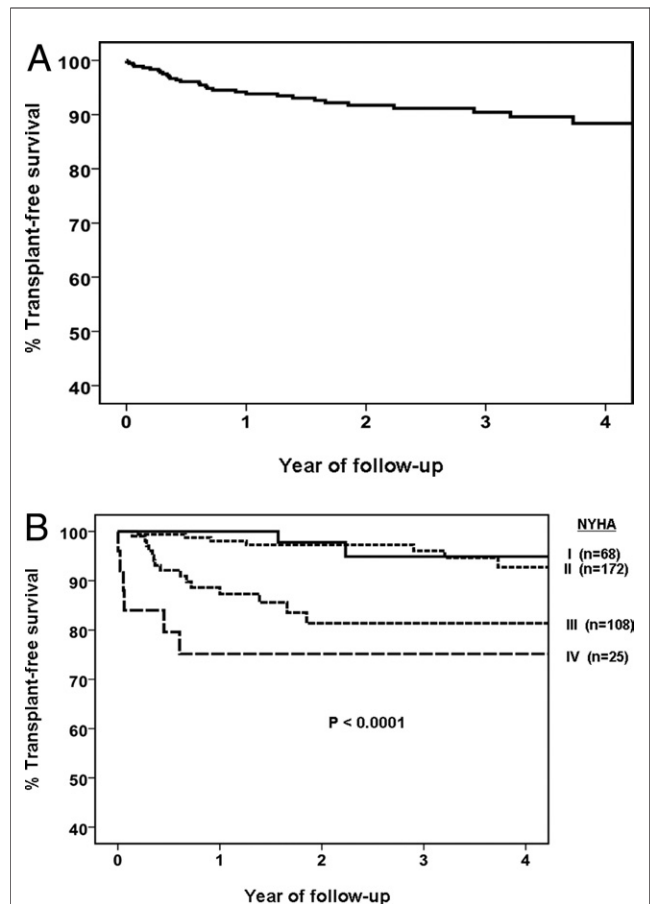 A
% Transplant-free survival
100
90
80
70
60
50
40
0 1 2 3 4
Year of follow-up
B
% Transplant-free survival
100
90
80
70
60
50
40
NYHA
I (n=68)
II (n=172)
III (n=108)
IV (n=25)
P < 0.0001
0 1 2 3 4
Year of follow-up